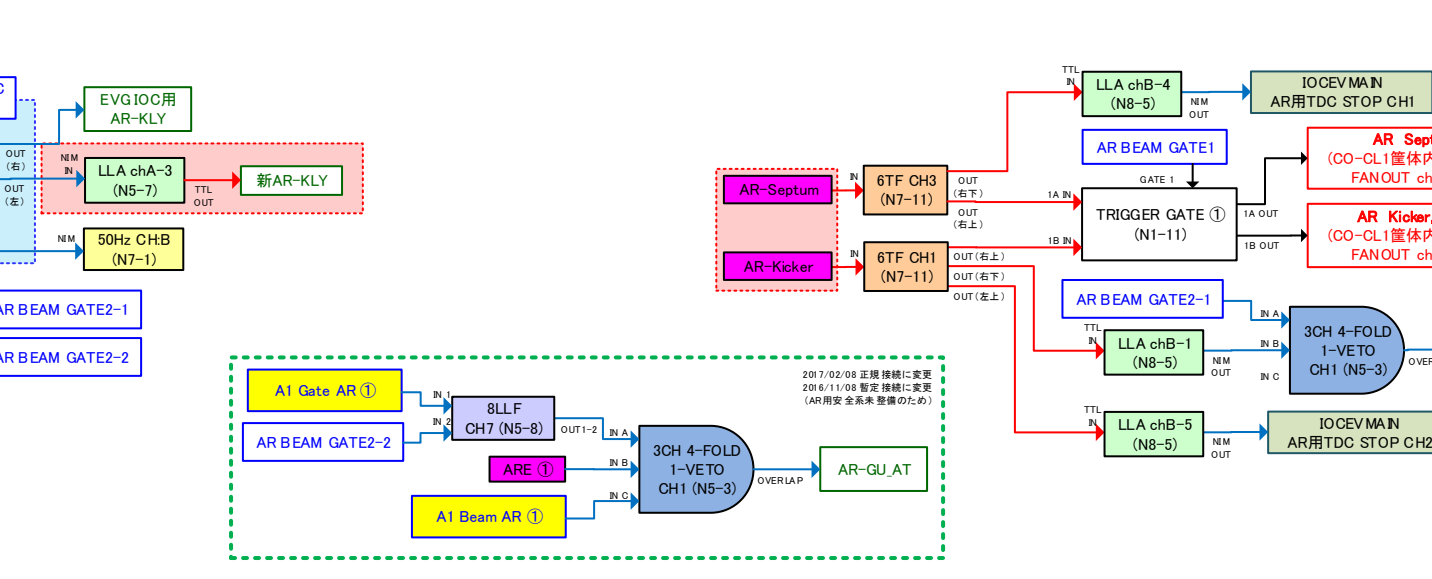 C
EVG IOC用
AR-KLY
OUT
(右)
OUT
(左)
NIM
IN
LLA chA-3
(N5-7)
TTL
OUT
新AR-KLY
NIM
50Hz CH:B
(N7-1)
AR BEAM GATE2-1
AR BEAM GATE2-2
A1 Gate AR ①
AR BEAM GATE2-2
IN 1
IN 2
8LLF
CH7 (N5-8)
OUT1-2
ARE ①
A1 Beam AR ①
IN A
IN B
IN C
3CH 4-FOLD
1-VETO
CH1 (N5-3)
OVERLAP
AR-GU_AT
2017/02/08 正規接続に変更
2016/11/08 暫定接続に変更
(AR用安全系未整備のため)
AR-Septum
AR-Kicker
IN
6TF CH3
(N7-11)
OUT
(右下)
OUT
(右上)
IN
6TF CH1
(N7-11)
OUT(右上)
OUT(右下)
OUT(左上)
TTL
IN
LLA chB-4
(N8-5)
NIM
OUT
IOCEVMAIN
AR用TDC STOP CH1
AR BEAM GATE1
GATE 1
1A IN
1B IN
TRIGGER GATE ①
(N1-11)
1A OUT
1B OUT
AR Sept
(CO-CL1筐体内
FANOUT ch
AR Kicker,
(CO-CL1筐体内
FANOUT ch
AR BEAM GATE2-1
TTL
IN
LLA chB-1
(N8-5)
NIM
OUT
IN A
IN B
IN C
3CH 4-FOLD
1-VETO
CH1 (N5-3)
OVER
TTL
IN
LLA chB-5
(N8-5)
NIM
OUT
IOCEVMAIN
AR用TDC STOP CH2